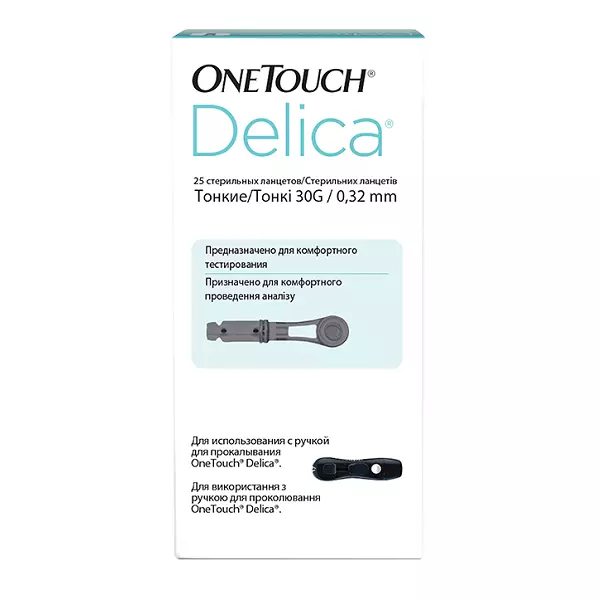 ONETOUCH®
Delica®
25 стерильных ланцетов/Стерильних ланцетів
Тонкие/Тонкі 30G / 0,32 mm
Предназначено для комфортного
тестирования
Призначено для комфортного
проведення аналізу
Для использования с ручкой
для прокалывания
OneTouch® Delica®.
Для використання з
ручкою для проколювання
OneTouch® Delica®.